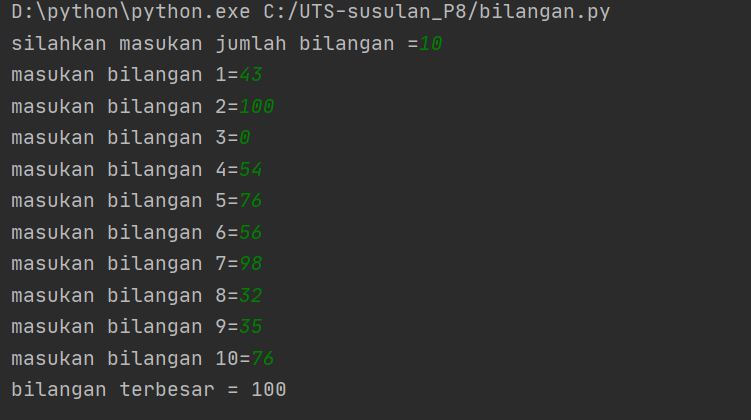 D:\python\python.exe C:/UTS-susulan_P8/bilangan.py
silahkan masukan jumlah bilangan =10
masukan bilangan 1=43
masukan bilangan 2=100
masukan bilangan 3=0
masukan bilangan 4=54
masukan bilangan 5=76
masukan bilangan 6=56
masukan bilangan 7=98
masukan bilangan 8=32
masukan bilangan 9=35
masukan bilangan 10=76
bilangan terbesar = 100